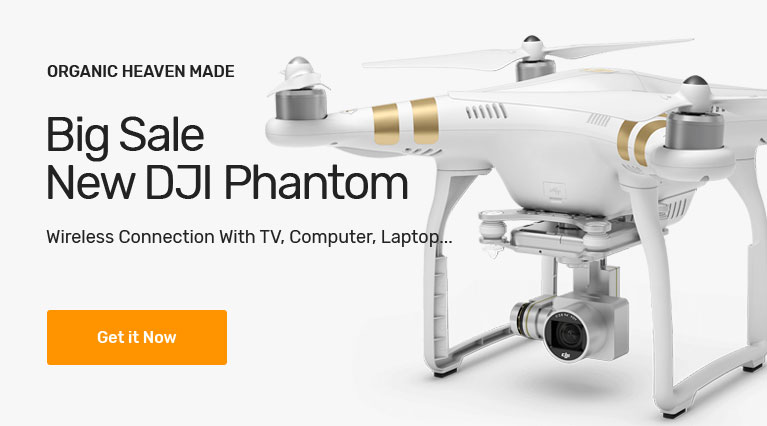 ORGANIC HEAVEN MADE
Big Sale
New DJI Phantom
Wireless Connection With TV, Computer, Laptop...
Get it Now
dji